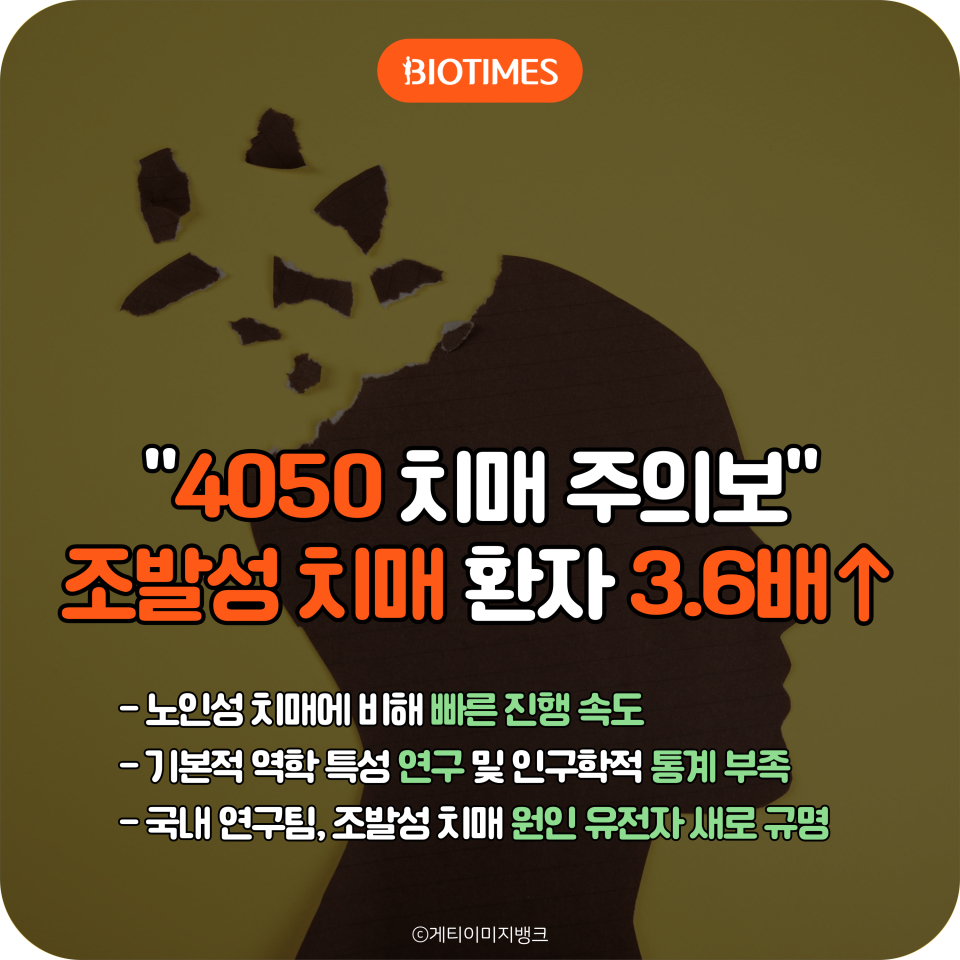 BIOTIMES
"4050 치매 주의보"
조발성 치매 환자 3.6배↑
- 노인성 치매에 비해 빠른 진행 속도
- 기본적 역학 특성 연구 및 인구학적 통계 부족
- 국내 연구팀, 조발성 치매 원인 유전자 새로 규명
©게티이미지뱅크